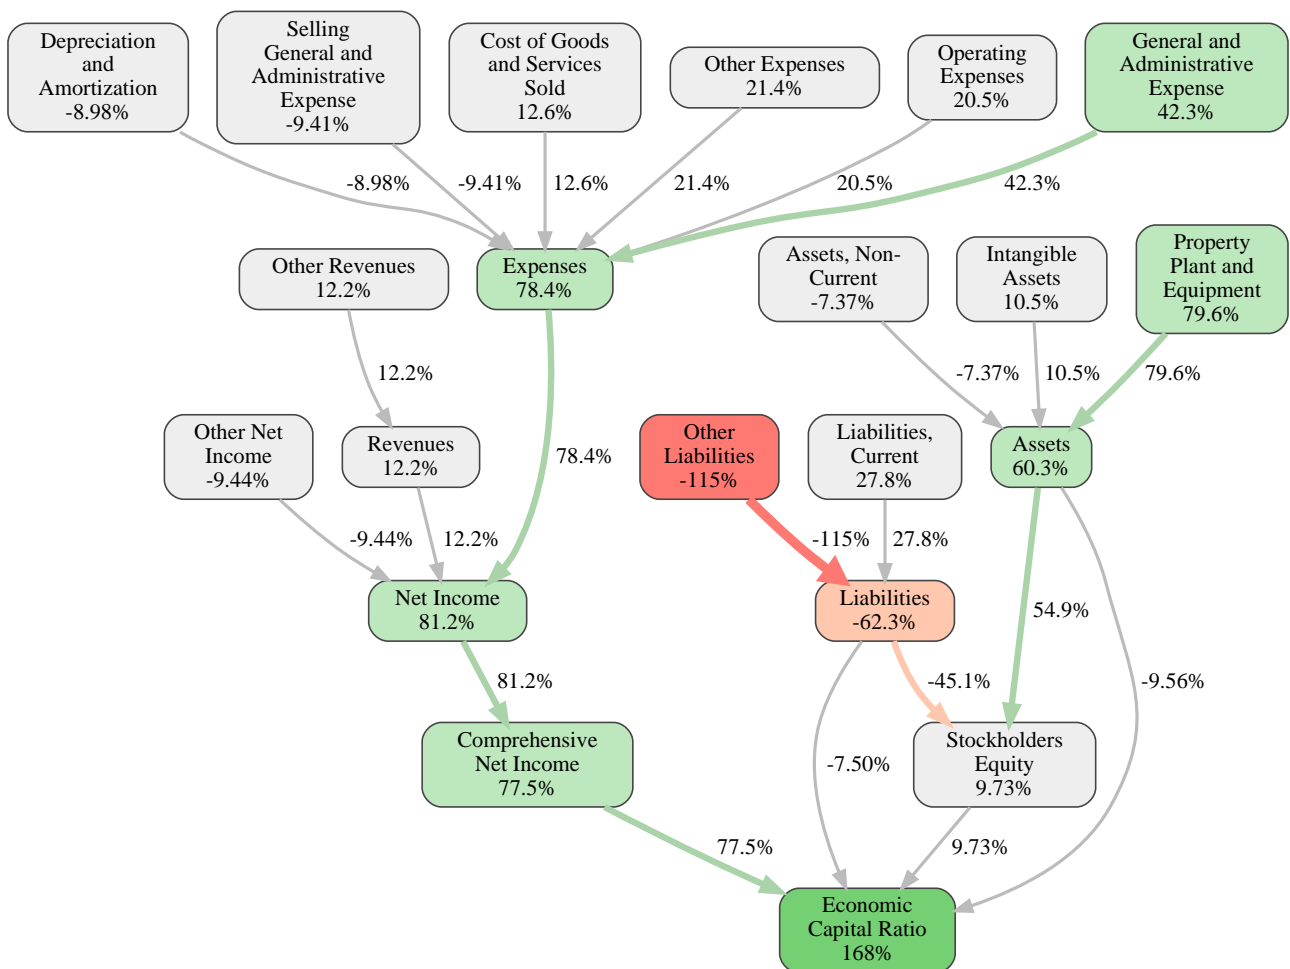 Depreciation
and
Amortization
-8.98%
Selling
General and
Administrative
Expense
-9.41%
Cost of Goods
and Services
Sold
12.6%
Other Expenses
21.4%
Operating
Expenses
20.5%
General and
Administrative
Expense
42.3%
-8.98%
-9.41%
12.6%
21.4%
20.5%
42.3%
Other Revenues
12.2%
Expenses
78.4%
Assets, Non-
Current
-7.37%
Intangible
Assets
10.5%
Property
Plant and
Equipment
79.6%
12.2%
-7.37%
10.5%
79.6%
Other Net
Income
-9.44%
Revenues
12.2%
78.4%
Other
Liabilities
-115%
Liabilities,
Current
27.8%
Assets
60.3%
-9.44%
12.2%
-115%
27.8%
Net Income
81.2%
Liabilities
-62.3%
54.9%
81.2%
-45.1%
-9.56%
Comprehensive
Net Income
77.5%
-7.50%
Stockholders
Equity
9.73%
77.5%
9.73%
Economic
Capital Ratio
168%